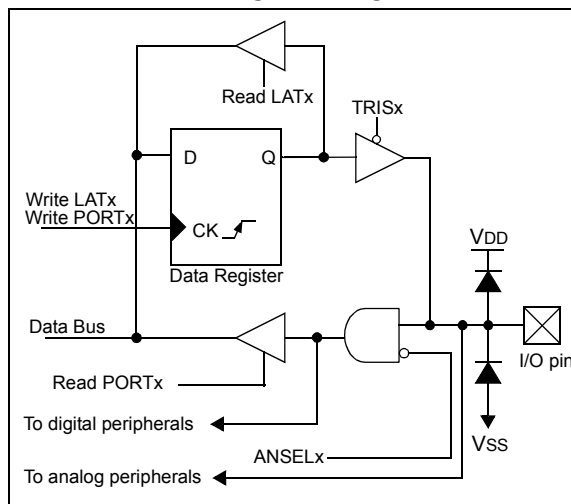 Read LATx
TRISx
D Q
Write LATx
Write PORTx
CK
Data Register
VDD
Data Bus
I/O pin
Read PORTx
To digital peripherals
VSS
ANSELx
To analog peripherals